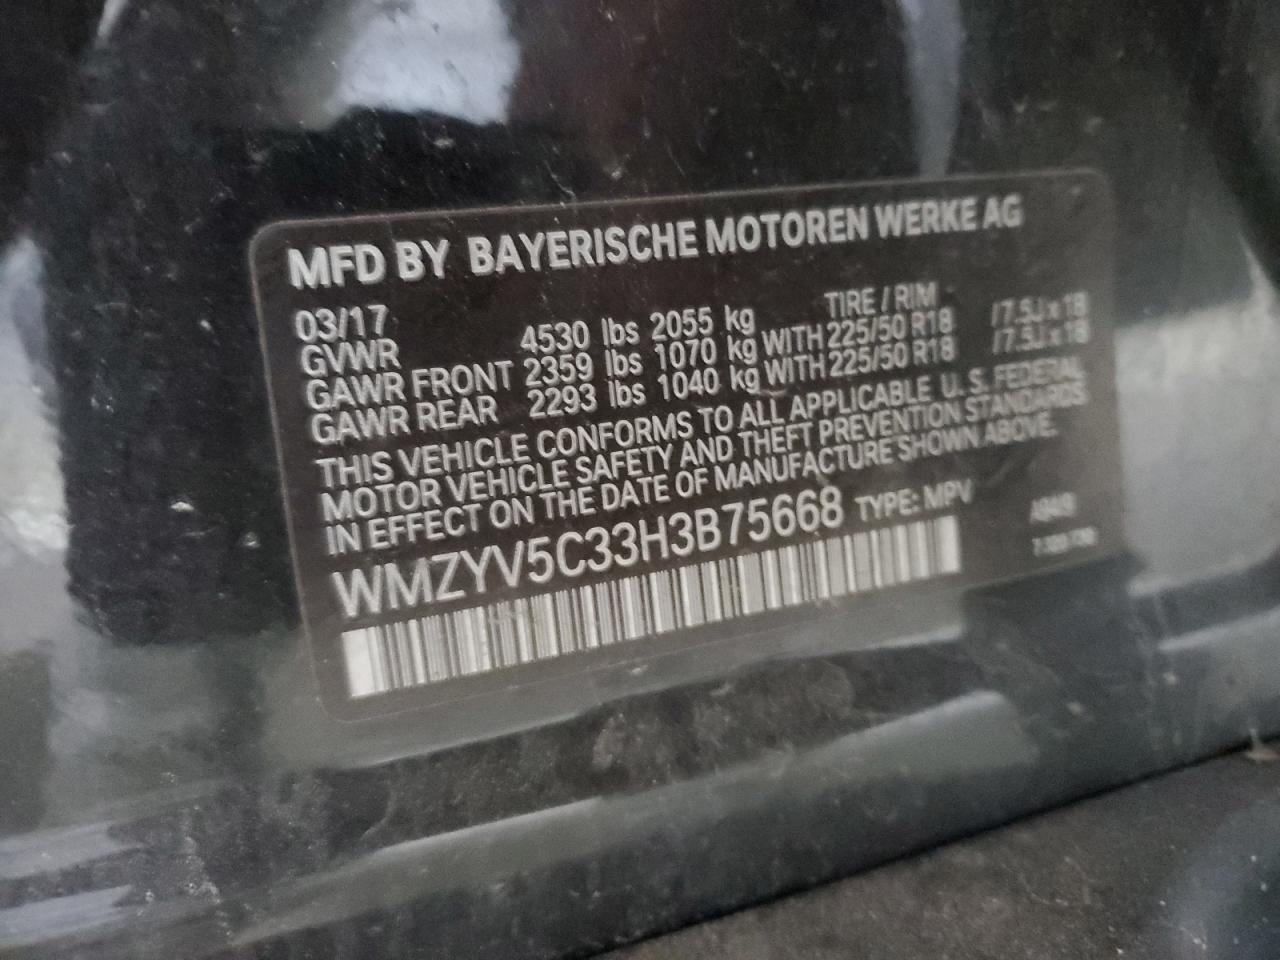 MFD BY BAYERISCHE MOTOREN WERKE AG
03/17 TIRE / RIM
GVWR 4530 lbs 2055 kg
GAWR FRONT 2359 lbs 1070 kg WITH 225/50 R18 /7.5Jx18
GAWR REAR 2293 lbs 1040 kg WITH 225/50 R18 /7.5Jx18
THIS VEHICLE CONFORMS TO ALL APPLICABLE U.S. FEDERAL
MOTOR VEHICLE SAFETY AND THEFT PREVENTION STANDARDS
IN EFFECT ON THE DATE OF MANUFACTURE SHOWN ABOVE.
WMZYV5C33H3B75668 TYPE: MPV